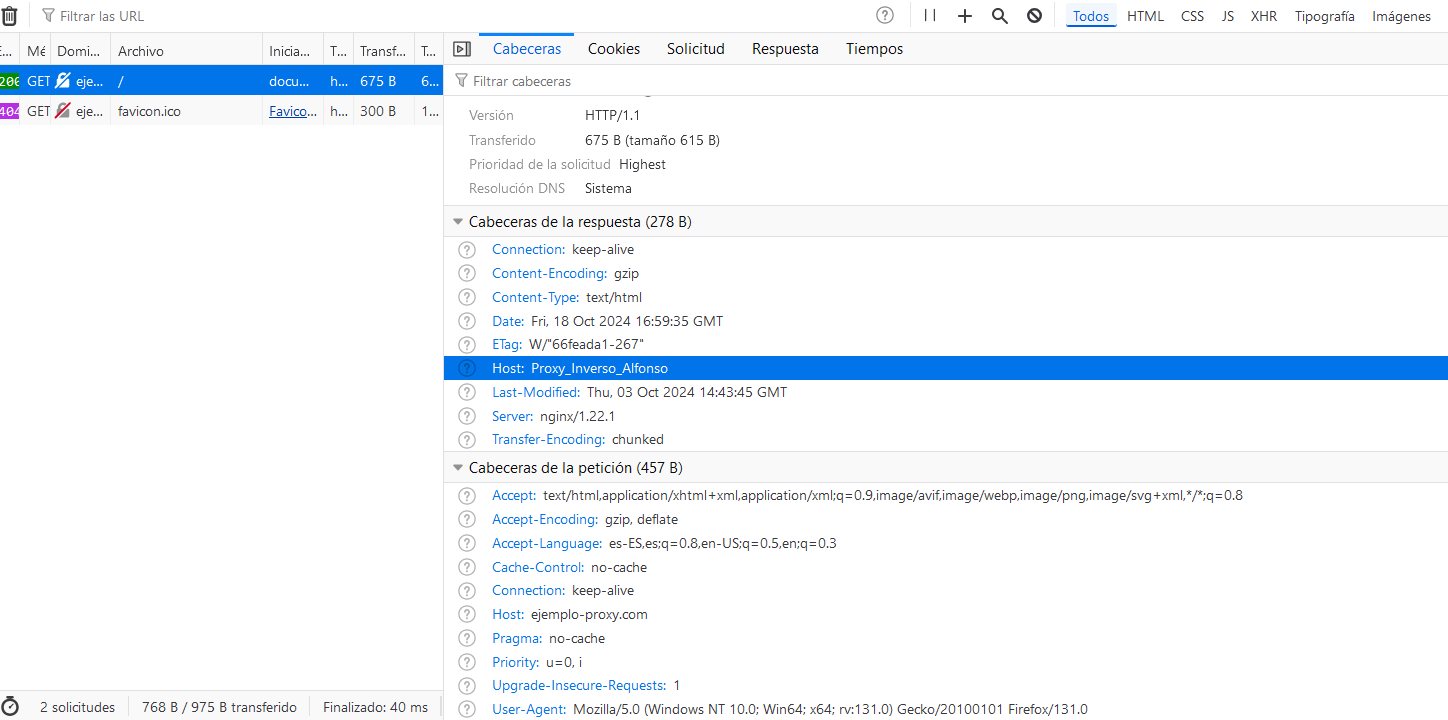 Filtrar las URL
Todos HTML CSS JS XHR Tipografía Imágenes
E... Mé Domi... Archivo Inicia... T... Transf... T...
200 GET eje... / docu... h... 675 B 6...
404 GET eje... favicon.ico Favico... h... 300 B 1...
2 solicitudes 768 B / 975 B transferido Finalizado: 40 ms
Cabeceras Cookies Solicitud Respuesta Tiempos
Filtrar cabeceras
Versión HTTP/1.1
Transferido 675 B (tamaño 615 B)
Prioridad de la solicitud Highest
Resolución DNS Sistema
Cabeceras de la respuesta (278 B)
Connection: keep-alive
Content-Encoding: gzip
Content-Type: text/html
Date: Fri, 18 Oct 2024 16:59:35 GMT
ETag: W/"66feada1-267"
Host: Proxy_Inverso_Alfonso
Last-Modified: Thu, 03 Oct 2024 14:43:45 GMT
Server: nginx/1.22.1
Transfer-Encoding: chunked
Cabeceras de la petición (457 B)
Accept: text/html,application/xhtml+xml,application/xml;q=0.9,image/avif,image/webp,image/png,image/svg+xml,*/*;q=0.8
Accept-Encoding: gzip, deflate
Accept-Language: es-ES,es;q=0.8,en-US;q=0.5,en;q=0.3
Cache-Control: no-cache
Connection: keep-alive
Host: ejemplo-proxy.com
Pragma: no-cache
Priority: u=0, i
Upgrade-Insecure-Requests: 1
User-Agent: Mozilla/5.0 (Windows NT 10.0; Win64; x64; rv:131.0) Gecko/20100101 Firefox/131.0